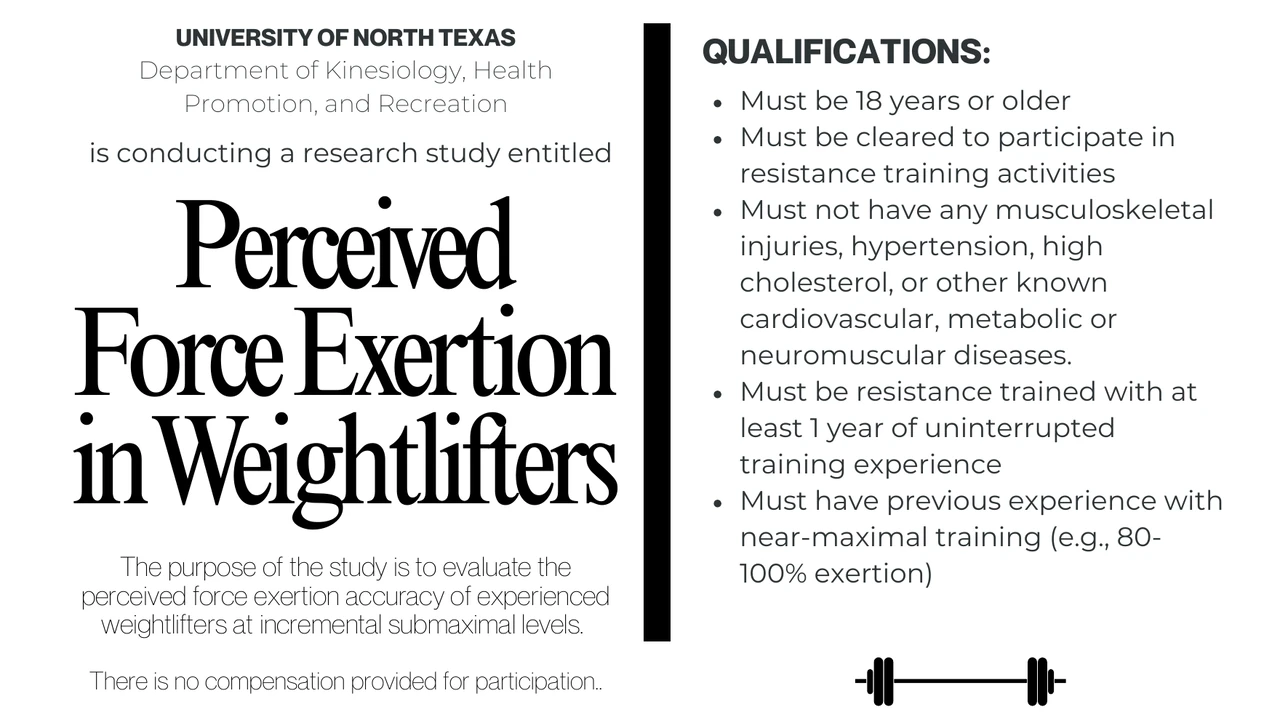 UNIVERSITY OF NORTH TEXAS
Department of Kinesiology, Health
Promotion, and Recreation
is conducting a research study entitled
Perceived
Force Exertion
in Weightlifters
The purpose of the study is to evaluate the
perceived force exertion accuracy of experienced
weightlifters at incremental submaximal levels.
There is no compensation provided for participation..
QUALIFICATIONS:
• Must be 18 years or older
• Must be cleared to participate in
resistance training activities
• Must not have any musculoskeletal
injuries, hypertension, high
cholesterol, or other known
cardiovascular, metabolic or
neuromuscular diseases.
• Must be resistance trained with at
least 1 year of uninterrupted
training experience
• Must have previous experience with
near-maximal training (e.g., 80-
100% exertion)